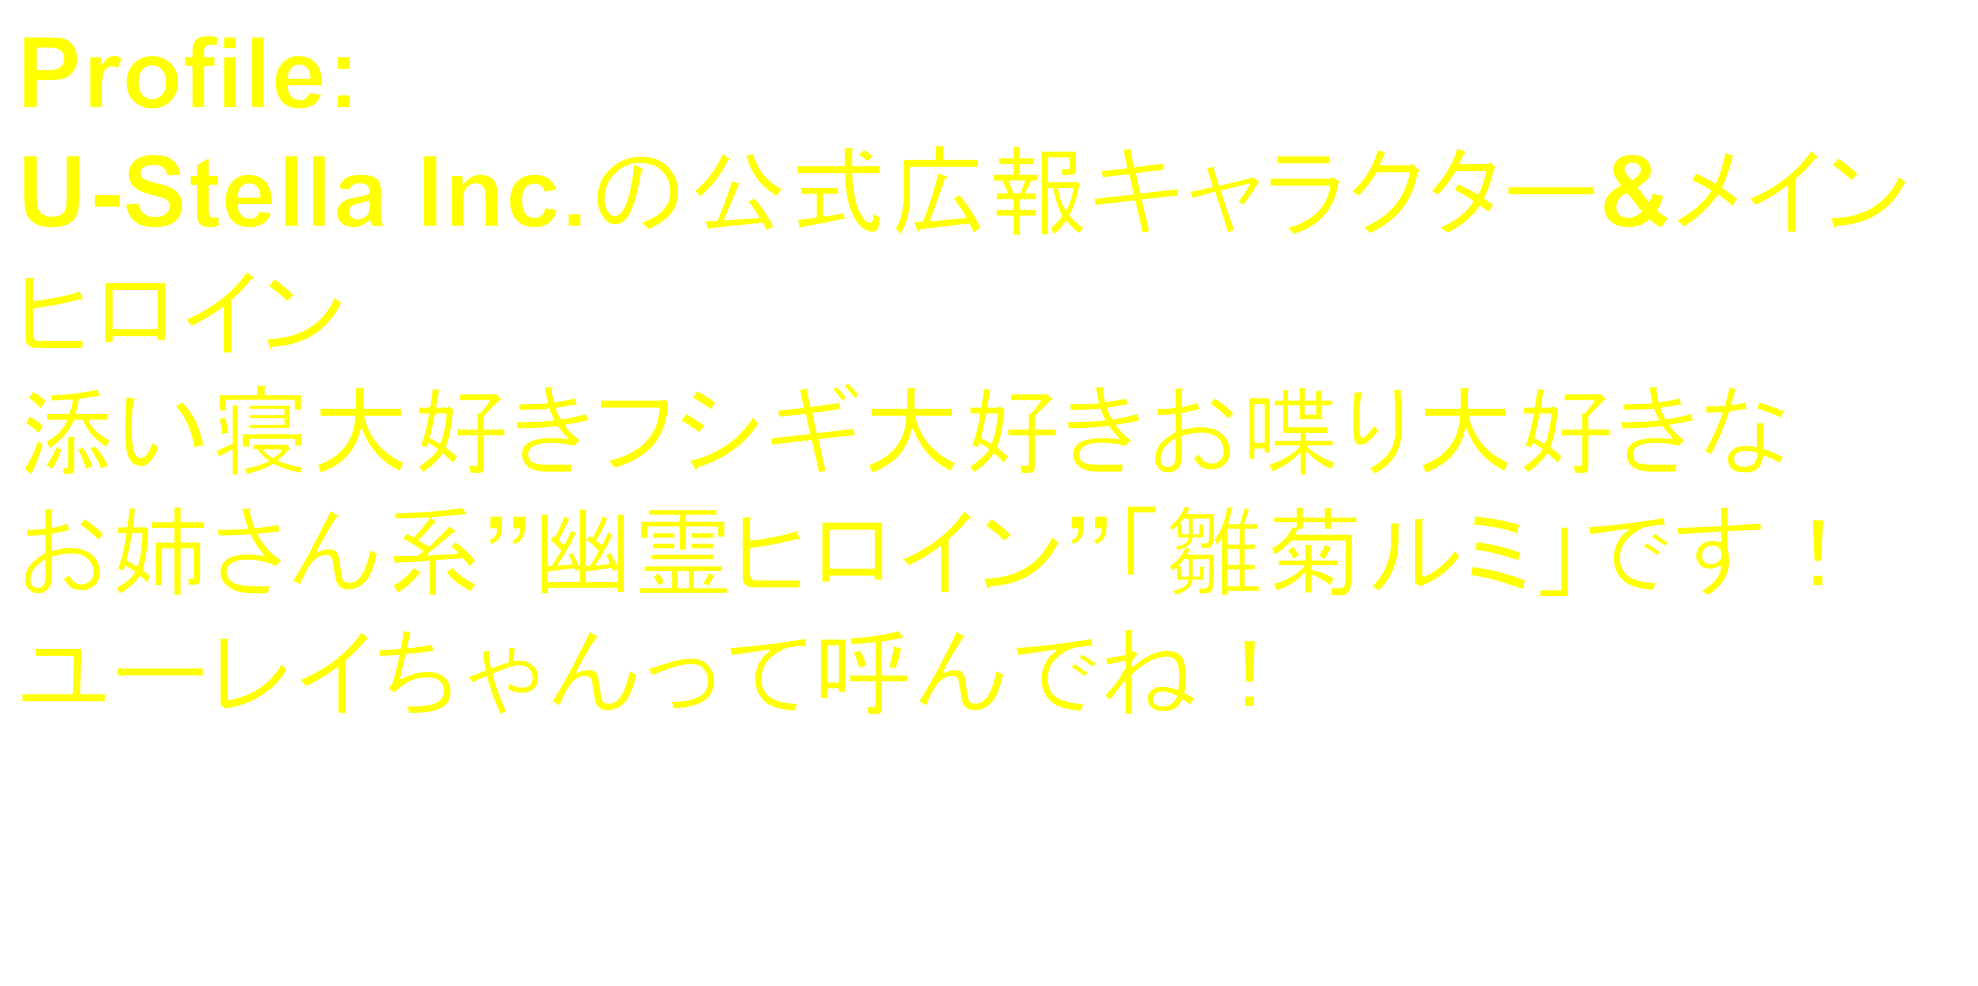 Profile:
U-Stella Inc.の公式広報キャラクター&メイン
ヒロイン
添い寝大好きフシギ大好きお喋り大好きな
お姉さん系”幽霊ヒロイン”「雛菊ルミ」です！
ユーレイちゃんって呼んでね！